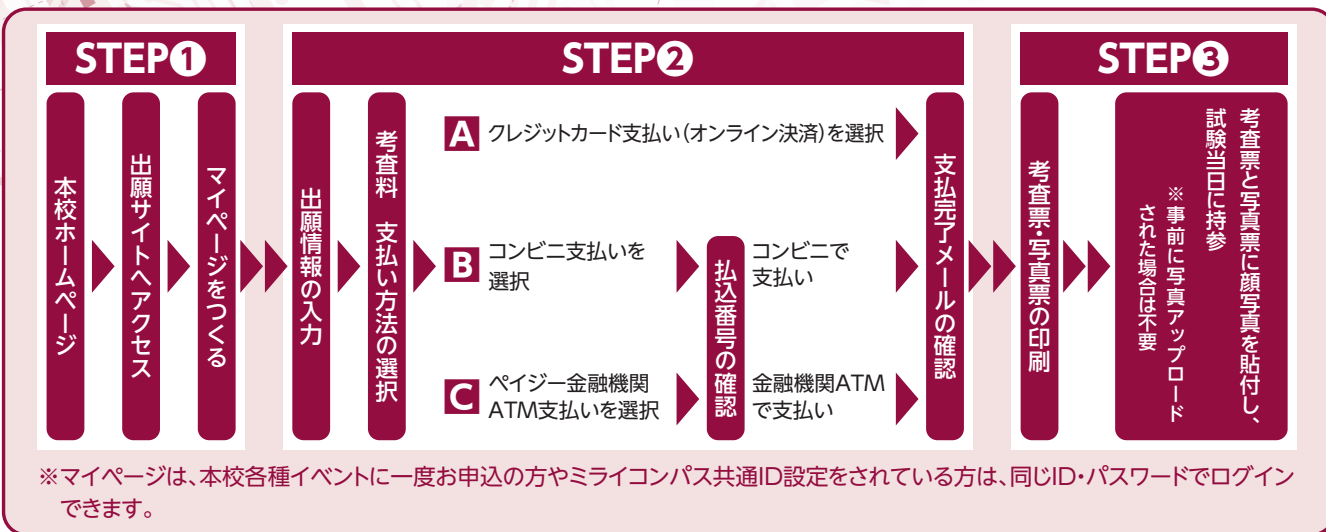 STEP❶
本校ホームページ
出願サイトへアクセス
マイページをつくる
STEP❷
出願情報の入力
考査料　支払い方法の選択
A クレジットカード支払い（オンライン決済）を選択
B コンビニ支払いを
選択
C ペイジー金融機関
ATM支払いを選択
払込番号の確認
コンビニで
支払い
金融機関ATM
で支払い
支払完了メールの確認
STEP❸
考査票・写真票の印刷
考査票と写真票に顔写真を貼付し、
試験当日に持参
※事前に写真アップロード
された場合は不要
※マイページは、本校各種イベントに一度お申込の方やミライコンパス共通ID設定をされている方は、同じID・パスワードでログイン
できます。